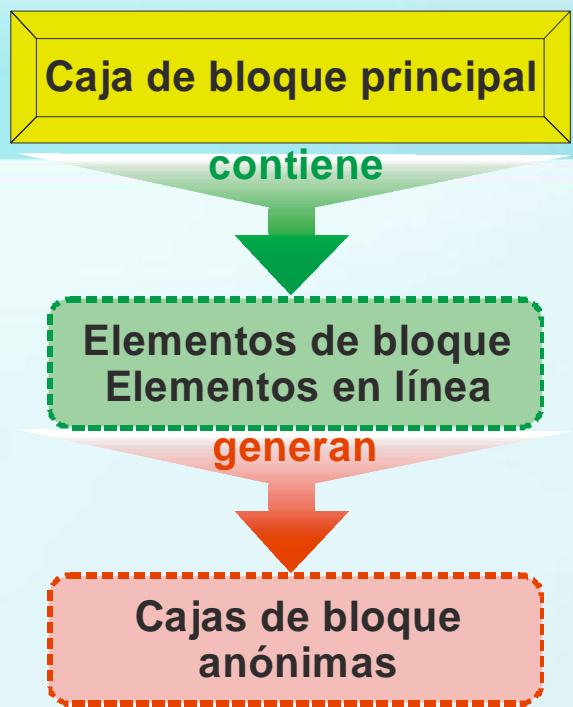 Caja de bloque principal
contiene
Elementos de bloque
Elementos en línea
generan
Cajas de bloque
anónimas